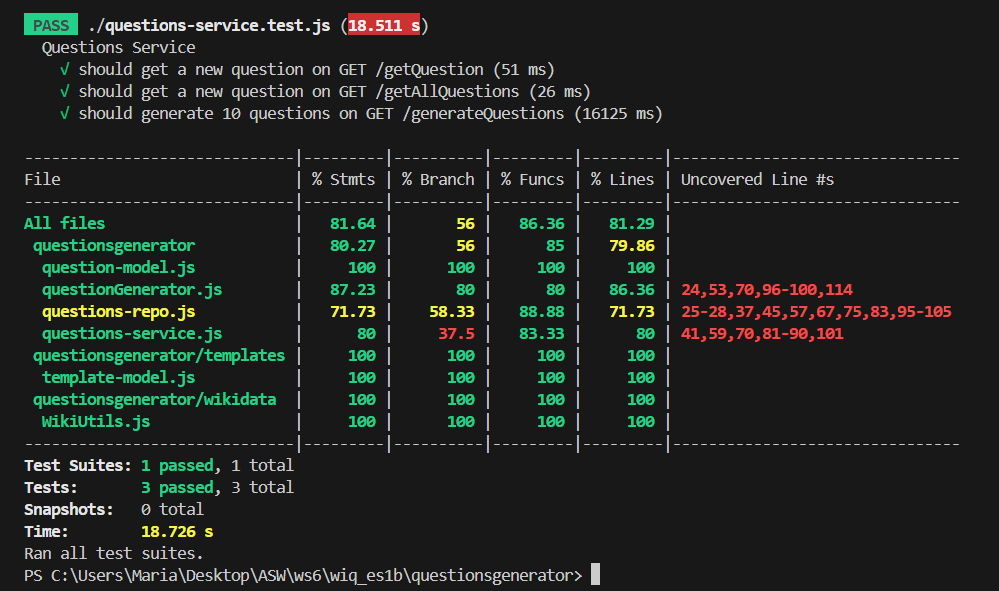 PASS ./questions-service.test.js (18.511 s)
Questions Service
√ should get a new question on GET /getQuestion (51 ms)
√ should get a new question on GET /getAllQuestions (26 ms)
√ should generate 10 questions on GET /generateQuestions (16125 ms)
------------------------------|---------|----------|---------|---------|-------------------------------
File | % Stmts | % Branch | % Funcs | % Lines | Uncovered Line #s
------------------------------|---------|----------|---------|---------|-------------------------------
All files | 81.64 | 56 | 86.36 | 81.29 |
questionsgenerator | 80.27 | 56 | 85 | 79.86 |
question-model.js | 100 | 100 | 100 | 100 |
questionGenerator.js | 87.23 | 80 | 80 | 86.36 | 24,53,70,96-100,114
questions-repo.js | 71.73 | 58.33 | 88.88 | 71.73 | 25-28,37,45,57,67,75,83,95-105
questions-service.js | 80 | 37.5 | 83.33 | 80 | 41,59,70,81-90,101
questionsgenerator/templates | 100 | 100 | 100 | 100 |
template-model.js | 100 | 100 | 100 | 100 |
questionsgenerator/wikidata | 100 | 100 | 100 | 100 |
WikiUtils.js | 100 | 100 | 100 | 100 |
------------------------------|---------|----------|---------|---------|-------------------------------
Test Suites: 1 passed, 1 total
Tests: 3 passed, 3 total
Snapshots: 0 total
Time: 18.726 s
Ran all test suites.
PS C:\Users\Maria\Desktop\ASW\ws6\wiq_es1b\questionsgenerator>